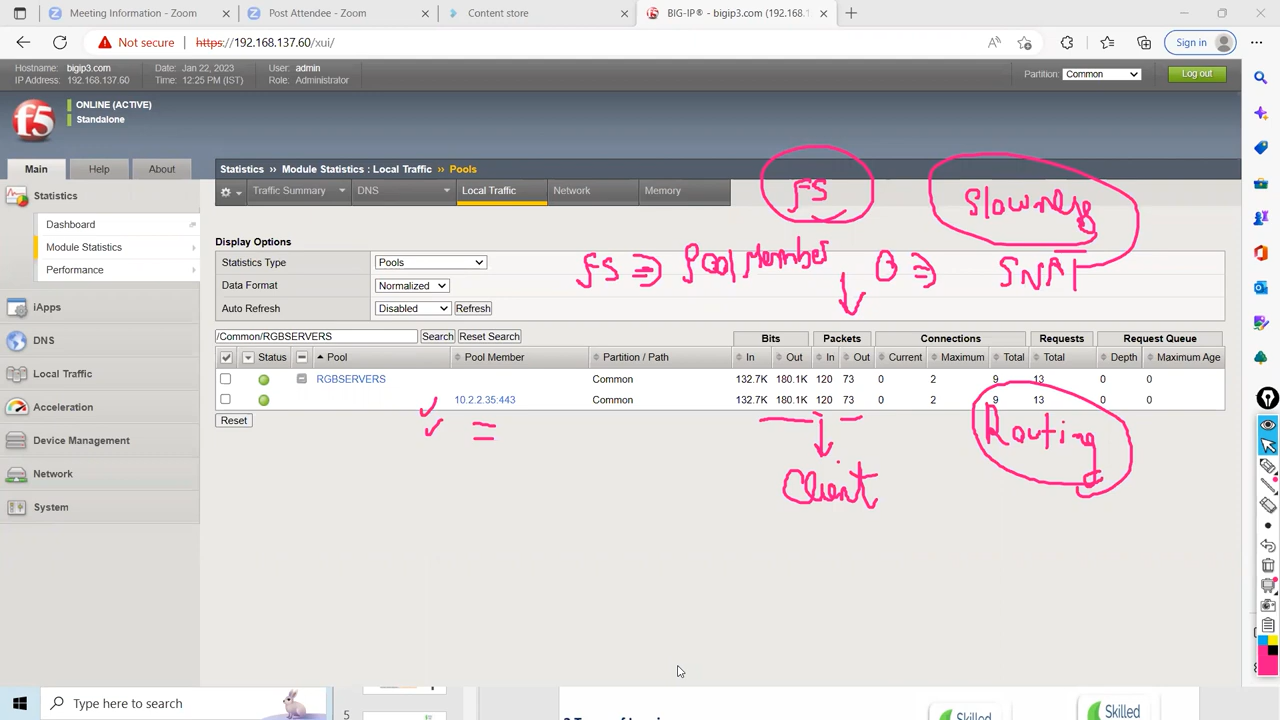 Meeting Information - Zoom
Post Attendee - Zoom
Content store
BIG-IP® - bigip3.com (192.168.1
Not secure
https://192.168.137.60/xui/
Sign in
Hostname: bigip3.com
IP Address: 192.168.137.60
Date: Jan 22, 2023
Time: 12:25 PM (IST)
User: admin
Role: Administrator
Partition: Common
Log out
f5
ONLINE (ACTIVE)
Standalone
Main
Help
About
Statistics
Dashboard
Module Statistics
Performance
iApps
DNS
Local Traffic
Acceleration
Device Management
Network
System
Statistics ›› Module Statistics : Local Traffic ›› Pools
Traffic Summary
DNS
Local Traffic
Network
Memory
Display Options
Statistics Type
Pools
Data Format
Normalized
Auto Refresh
Disabled
Refresh
/Common/RGBSERVERS
Search
Reset Search
Bits
Packets
Connections
Requests
Request Queue
Status
Pool
Pool Member
Partition / Path
In
Out
In
Out
Current
Maximum
Total
Total
Depth
Maximum Age
RGBSERVERS Common 132.7K 180.1K 120 73 0 2 9 13 0 0
10.2.2.35:443 Common 132.7K 180.1K 120 73 0 2 9 13 0 0
Reset
Slowness
Pool Member
SNAT
Routing
Client
Type here to search
5
Skilled
Skilled